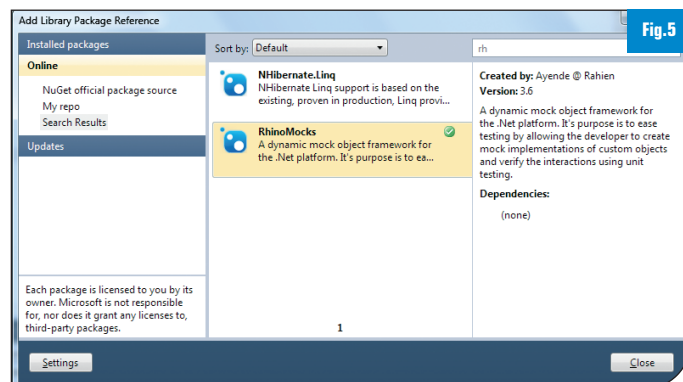 Add Library Package Reference
Fig.5
Installed packages
Online
NuGet official package source
My repo
Search Results
Updates
Each package is licensed to you by its
owner. Microsoft is not responsible
for, nor does it grant any licenses to,
third-party packages.
Sort by: Default
rh
NHibernate.Linq
NHibernate Linq support is based on the
existing, proven in production, Linq provi...
RhinoMocks
A dynamic mock object framework for
the .Net platform. It's purpose is to ea...
1
Created by: Ayende @ Rahien
Version: 3.6
A dynamic mock object framework for
the .Net platform. It's purpose is to ease
testing by allowing the developer to create
mock implementations of custom objects
and verify the interactions using unit
testing.
Dependencies:
(none)
Settings
Close